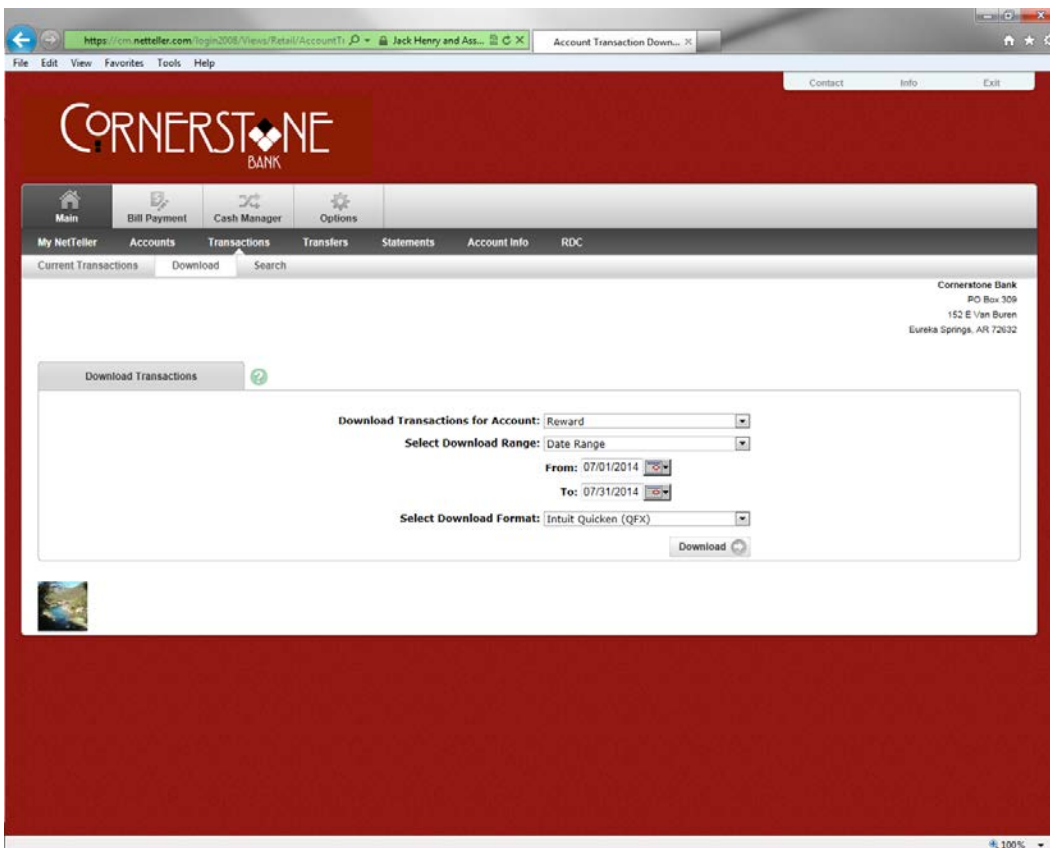 https://cm.netteller.com/login2008/Views/Retail/AccountTr
Jack Henry and Ass...
Account Transaction Down...
File Edit View Favorites Tools Help
Contact Info Exit
CORNERSTONE
BANK
Main Bill Payment Cash Manager Options
My NetTeller Accounts Transactions Transfers Statements Account Info RDC
Current Transactions Download Search
Cornerstone Bank
PO Box 309
152 E Van Buren
Eureka Springs, AR 72632
Download Transactions
Download Transactions for Account: Reward
Select Download Range: Date Range
From: 07/01/2014
To: 07/31/2014
Select Download Format: Intuit Quicken (QFX)
Download
100%